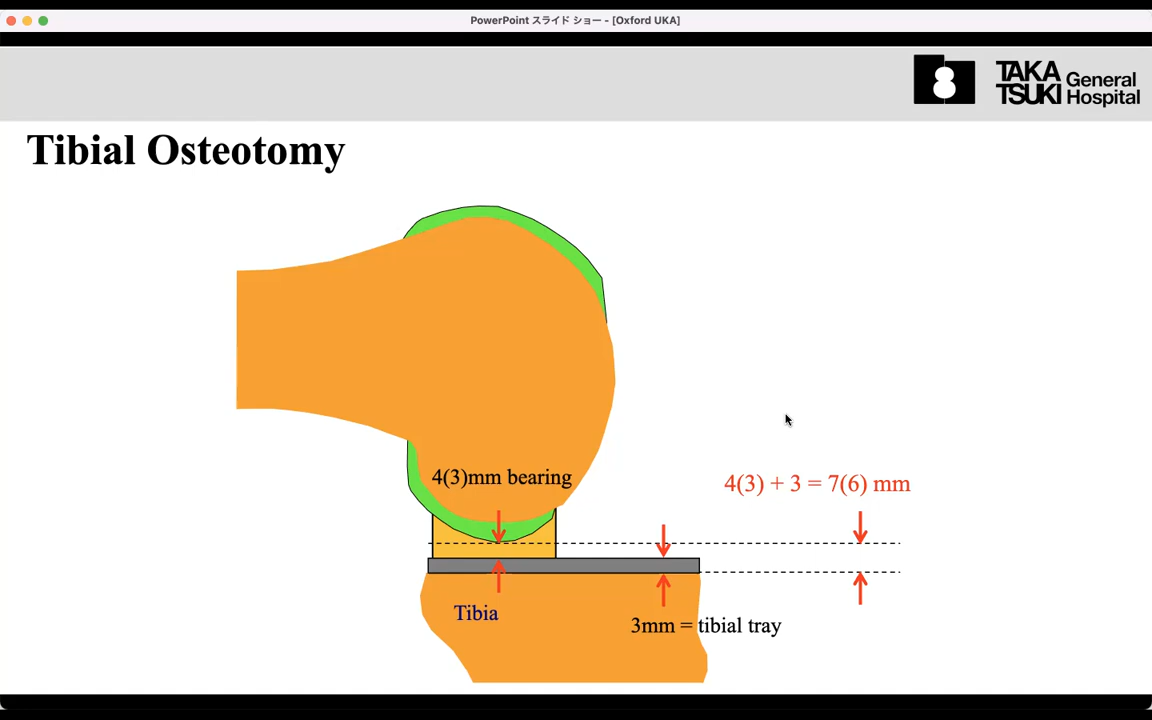 PowerPoint スライド ショー - [Oxford UKA]
TAKA
TSUKI
General
Hospital
Tibial Osteotomy
4(3)mm bearing
4(3) + 3 = 7(6) mm
Tibia
3mm = tibial tray